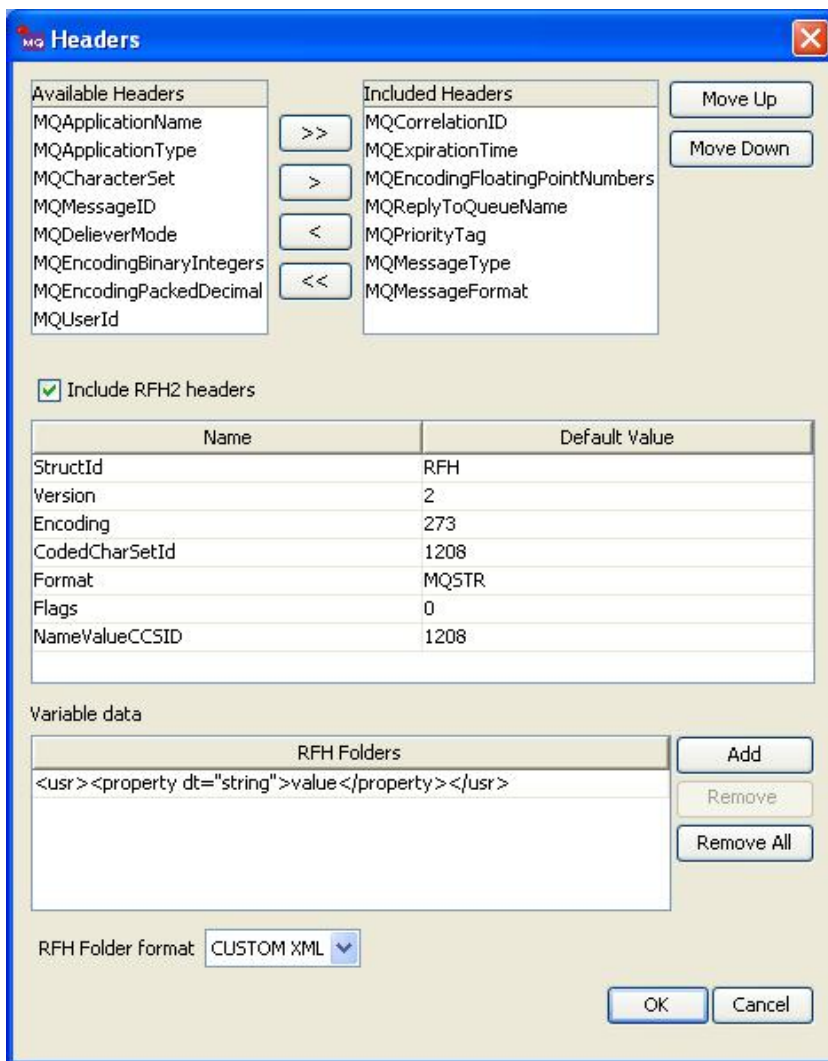 MQ Headers
Available Headers
MQApplicationName
MQApplicationType
MQCharacterSet
MQMessageID
MQDelieverMode
MQEncodingBinaryIntegers
MQEncodingPackedDecimal
MQUserId
>>
>
<
<<
Included Headers
MQCorrelationID
MQExpirationTime
MQEncodingFloatingPointNumbers
MQReplyToQueueName
MQPriorityTag
MQMessageType
MQMessageFormat
Move Up
Move Down
Include RFH2 headers
Name Default Value
StructId RFH
Version 2
Encoding 273
CodedCharSetId 1208
Format MQSTR
Flags 0
NameValueCCSID 1208
Variable data
RFH Folders
<usr><property dt="string">value</property></usr>
Add
Remove
Remove All
RFH Folder format CUSTOM XML
OK Cancel